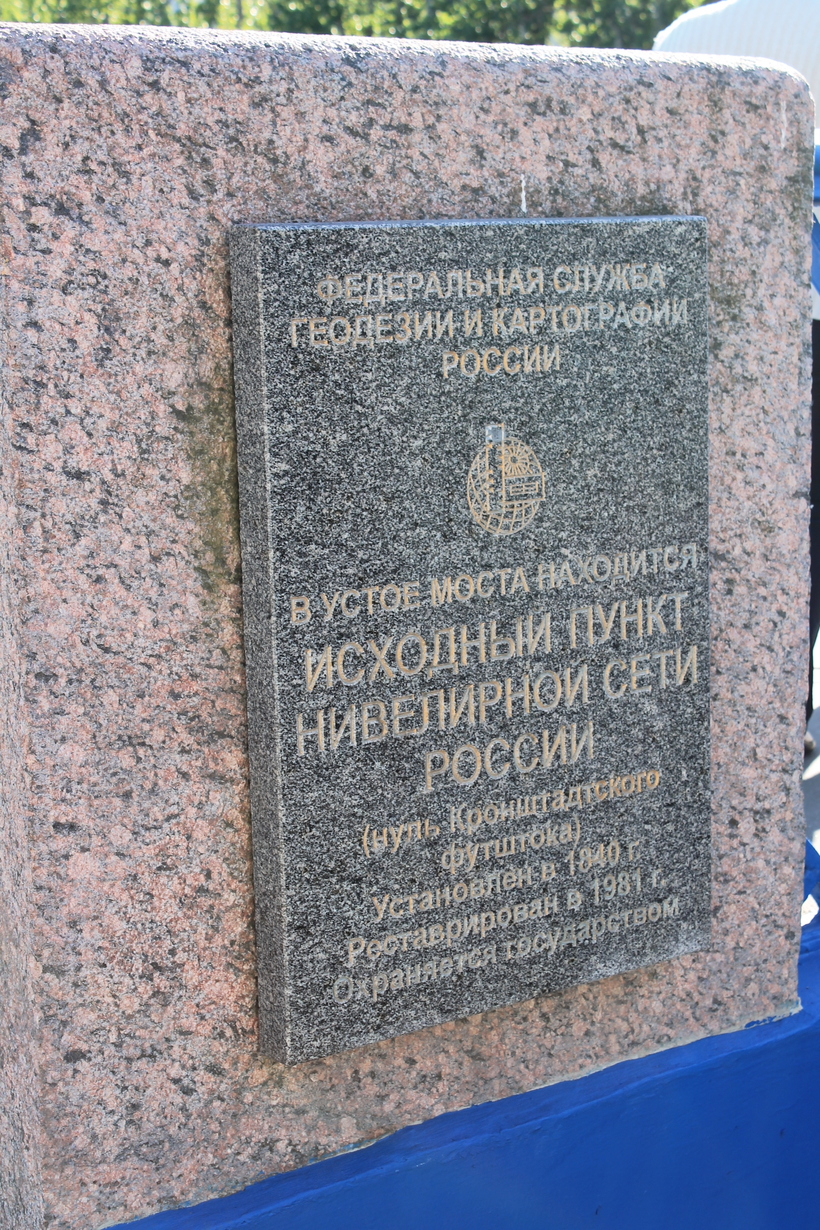 ФЕДЕРАЛЬНАЯ СЛУЖБА
ГЕОДЕЗИИ И КАРТОГРАФИИ
РОССИИ
В УСТОЕ МОСТА НАХОДИТСЯ
ИСХОДНЫЙ ПУНКТ
НИВЕЛИРНОЙ СЕТИ
РОССИИ
(нуль Кронштадтского
футштока)
Установлен в 1840 г.
Реставрирован в 1981 г.
Охраняется государством